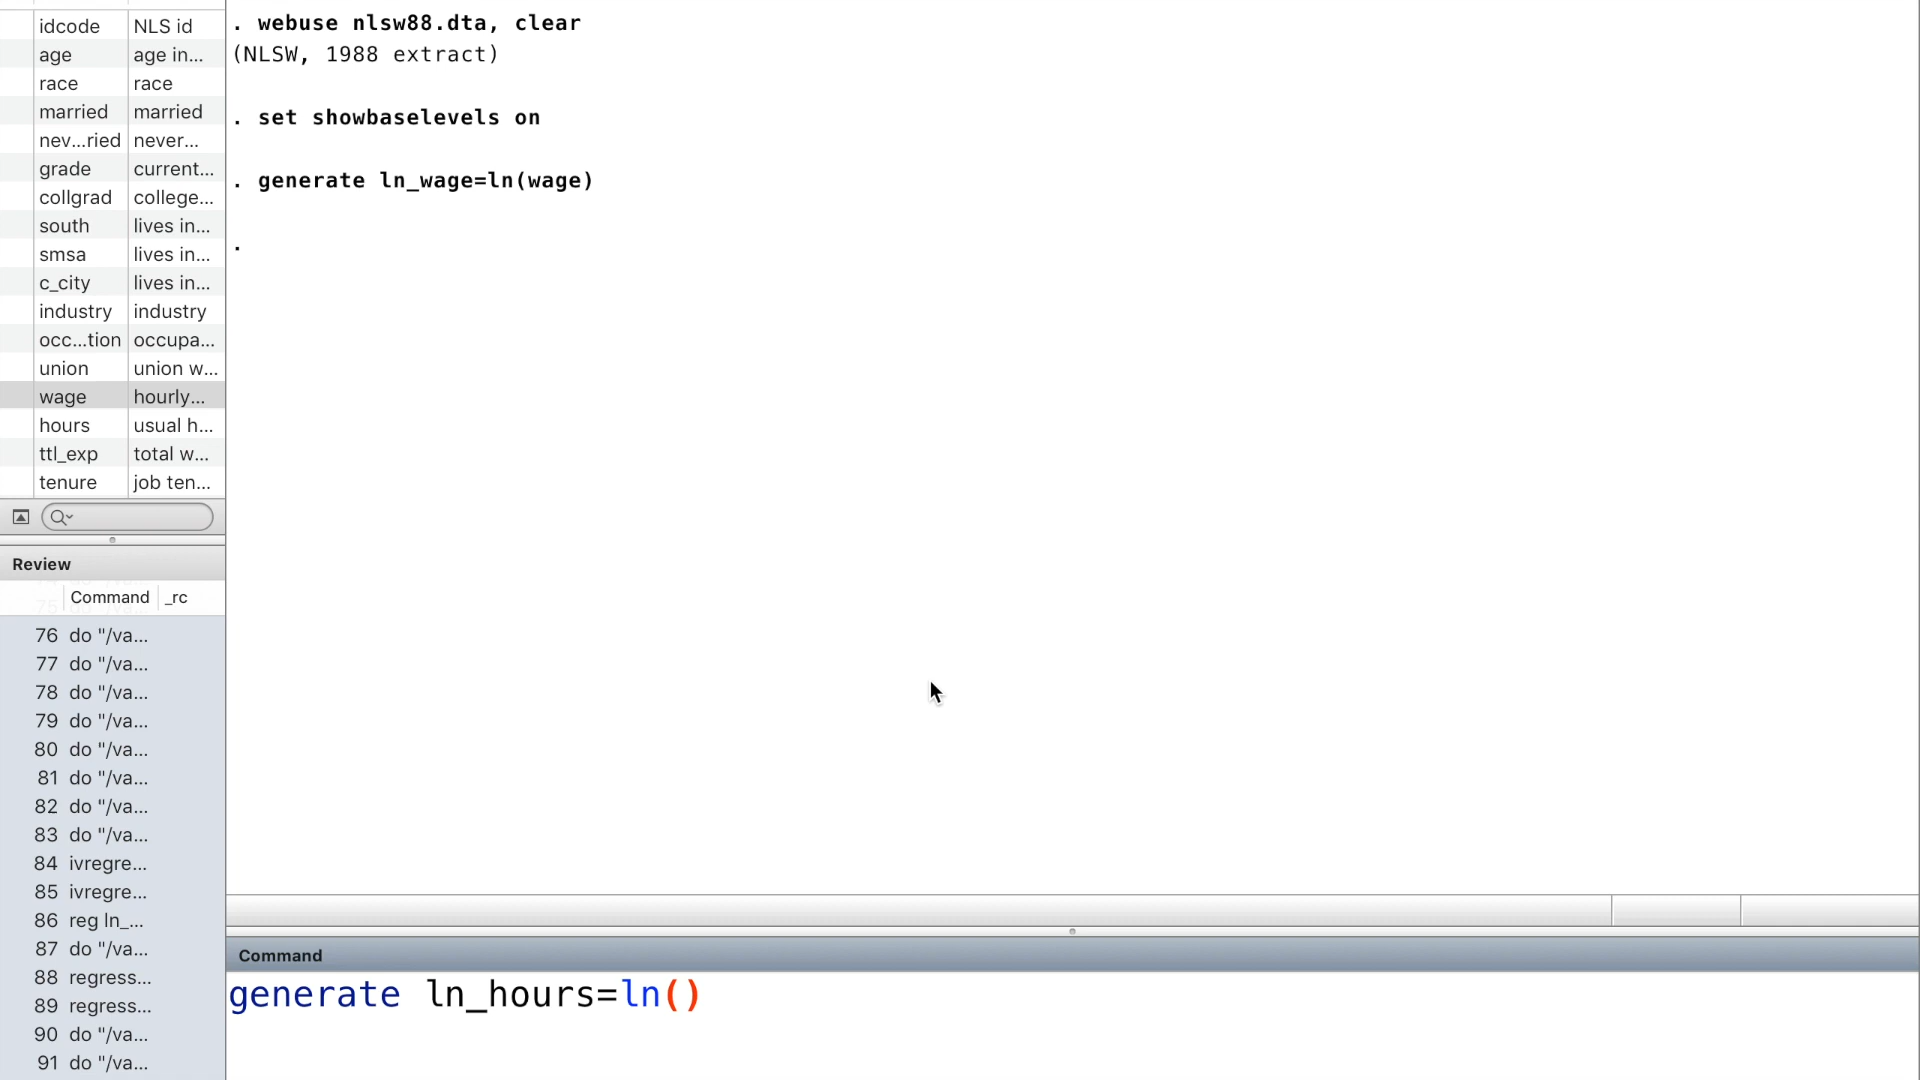 idcode NLS id
age age in...
race race
married married
nev...ried never...
grade current...
collgrad college...
south lives in...
smsa lives in...
c_city lives in...
industry industry
occ...tion occupa...
union union w...
wage hourly...
hours usual h...
ttl_exp total w...
tenure job ten...
Review
Command _rc
76 do "/va...
77 do "/va...
78 do "/va...
79 do "/va...
80 do "/va...
81 do "/va...
82 do "/va...
83 do "/va...
84 ivregre...
85 ivregre...
86 reg ln_...
87 do "/va...
88 regress...
89 regress...
90 do "/va...
91 do "/va...
. webuse nlsw88.dta, clear
(NLSW, 1988 extract)
. set showbaselevels on
. generate ln_wage=ln(wage)
.
Command
generate ln_hours=ln()